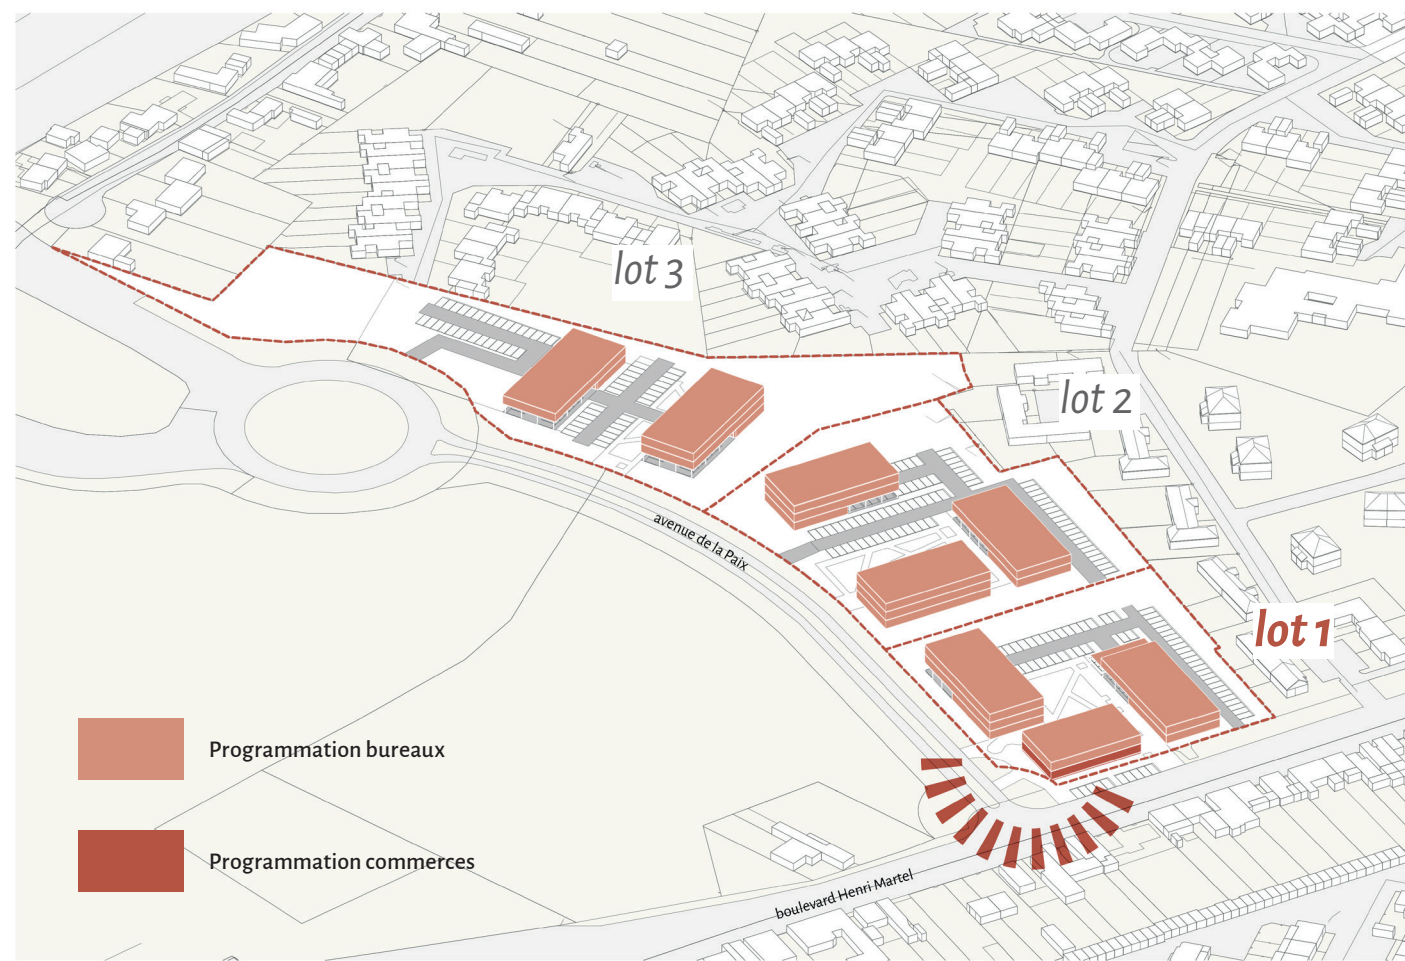 lot 3
lot 2
avenue de la Paix
lot 1
Programmation bureaux
Programmation commerces
boulevard Henri Martel